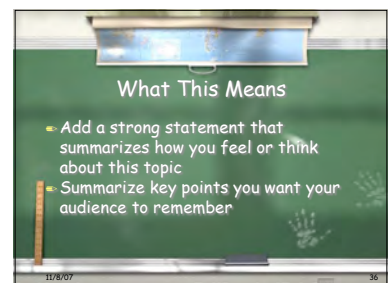 What This Means
Add a strong statement that
summarizes how you feel or think
about this topic
Summarize key points you want your
audience to remember
11/8/07
36